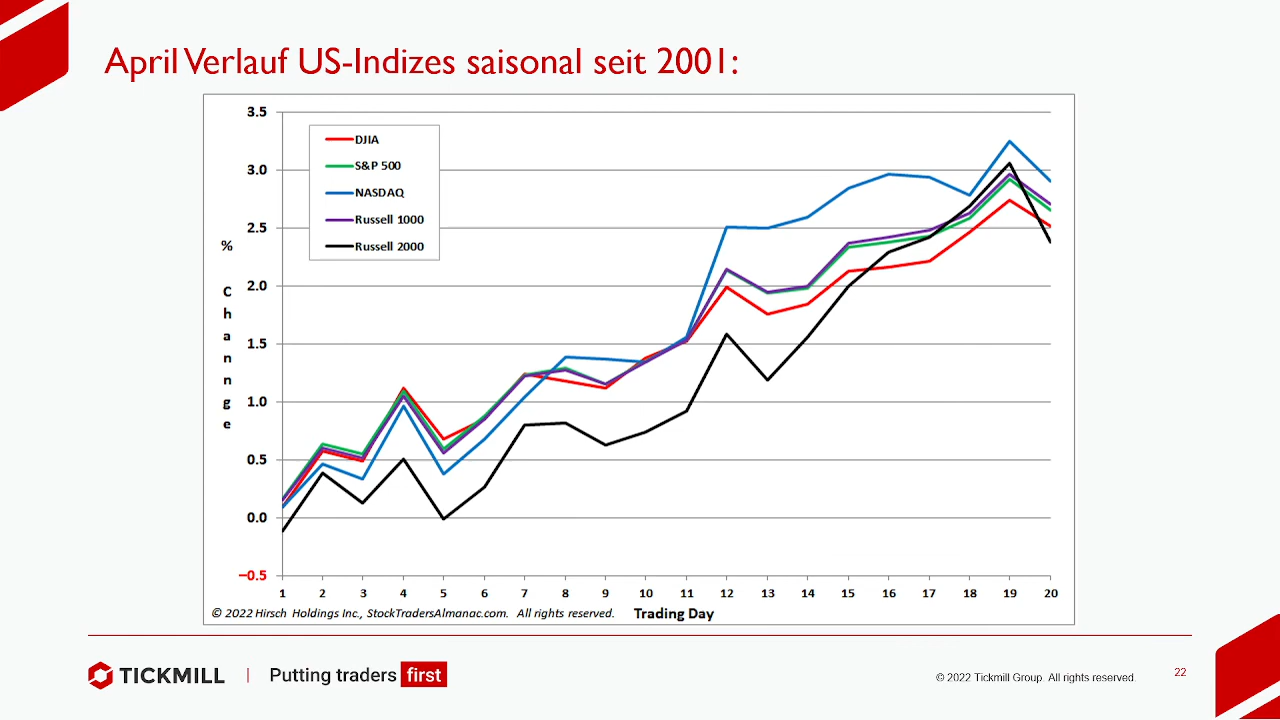 April Verlauf US-Indizes saisonal seit 2001:
3.5
3.0
2.5
2.0
1.5
1.0
0.5
0.0
−0.5
%
C
h
a
n
n
g
e
DJIA
S&P 500
NASDAQ
Russell 1000
Russell 2000
1 2 3 4 5 6 7 8 9 10 11 12 13 14 15 16 17 18 19 20
© 2022 Hirsch Holdings Inc., StockTradersAlmanac.com. All rights reserved. Trading Day
TICKMILL | Putting traders first
© 2022 Tickmill Group. All rights reserved. 22